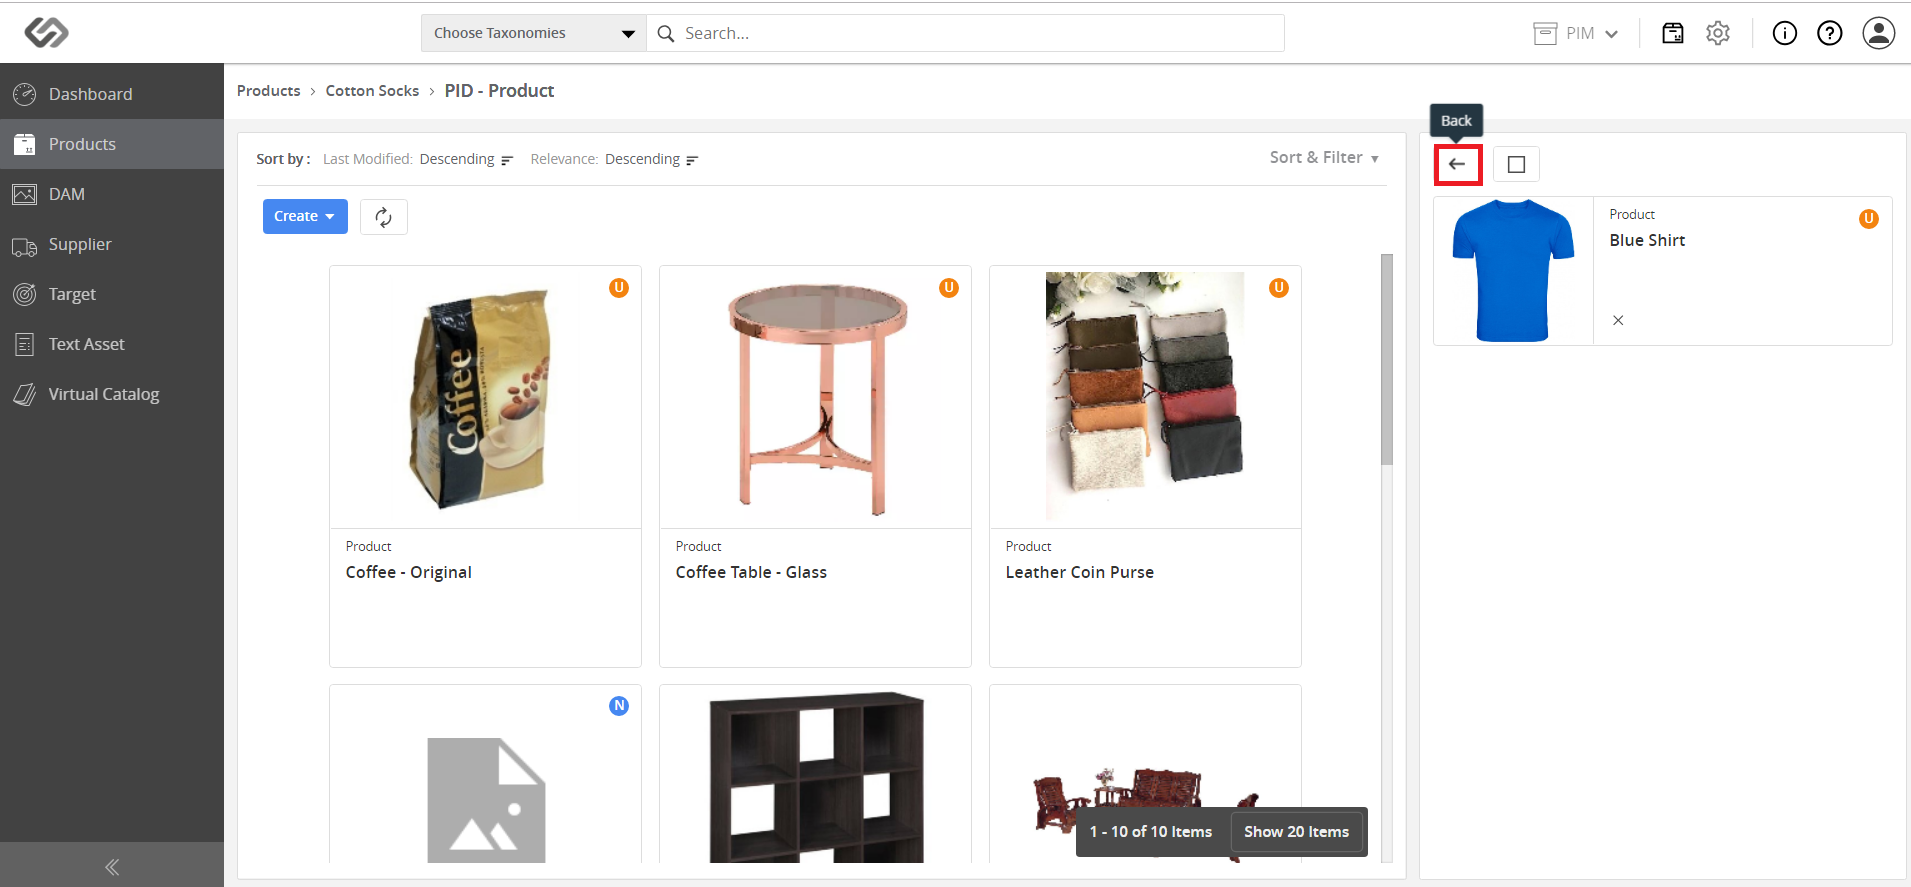 Choose Taxonomies
Search...
PIM
Dashboard
Products
DAM
Supplier
Target
Text Asset
Virtual Catalog
Products › Cotton Socks › PID - Product
Sort by : Last Modified: Descending Relevance: Descending
Sort & Filter
Create
U
Coffee
Product
Coffee - Original
U
Product
Coffee Table - Glass
U
Product
Leather Coin Purse
N
1 - 10 of 10 Items
Show 20 Items
Back
Product
U
Blue Shirt